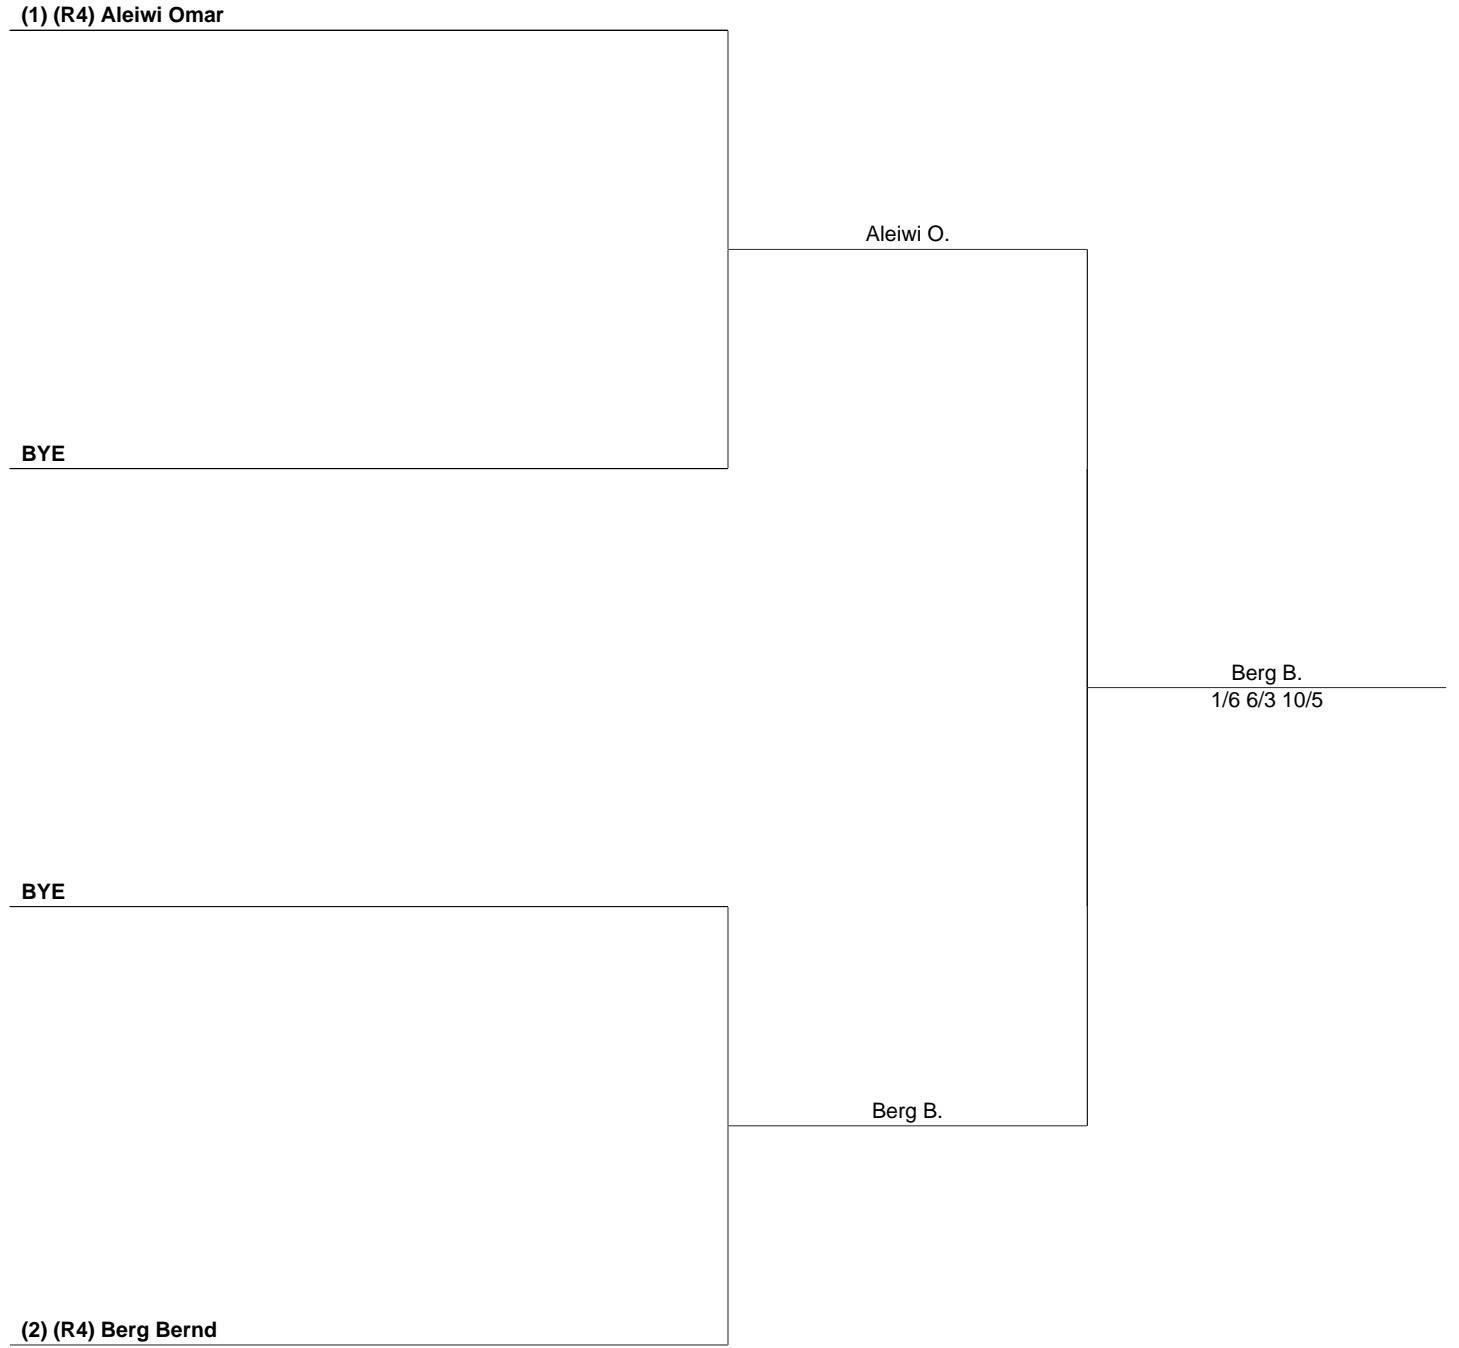 (1) (R4) Aleiwi Omar
Aleiwi O.
BYE
Berg B.
1/6 6/3 10/5
BYE
Berg B.
(2) (R4) Berg Bernd